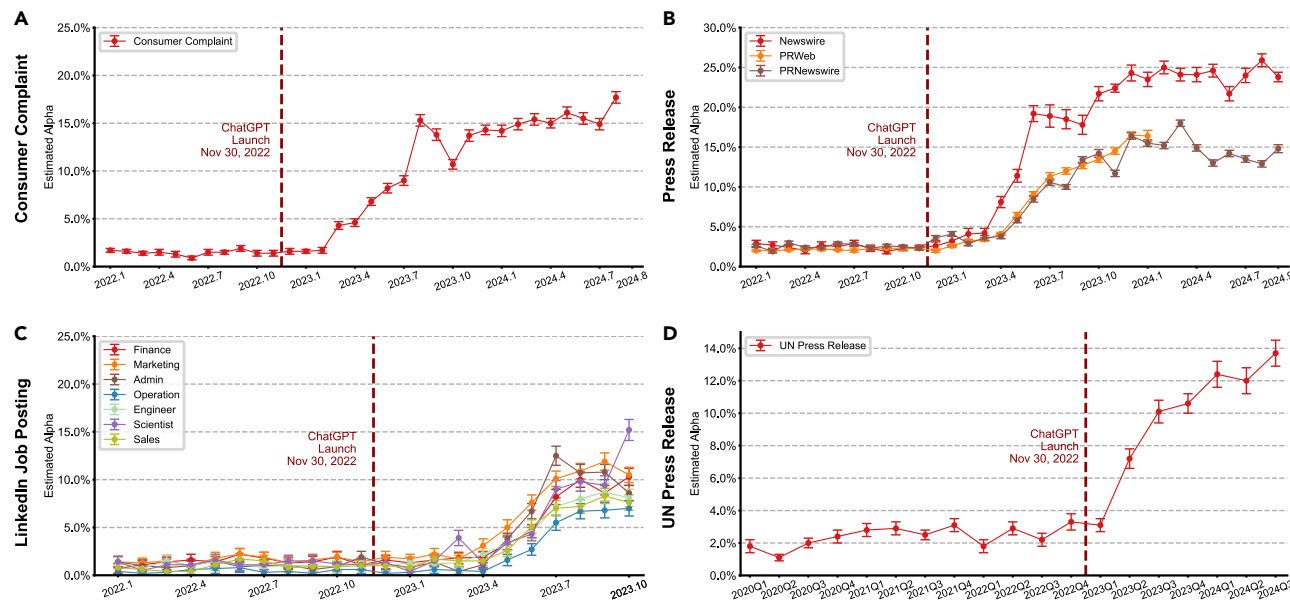 A
Consumer Complaint
Estimated Alpha
25.0%
20.0%
15.0%
10.0%
5.0%
0.0%
Consumer Complaint
ChatGPT
Launch
Nov 30, 2022
2022.1
2022.4
2022.7
2022.10
2023.1
2023.4
2023.7
2023.10
2024.1
2024.4
2024.7
2024.8
B
Press Release
Estimated Alpha
30.0%
25.0%
20.0%
15.0%
10.0%
5.0%
0.0%
Newswire
PRWeb
PRNewswire
ChatGPT
Launch
Nov 30, 2022
2022.1
2022.4
2022.7
2022.10
2023.1
2023.4
2023.7
2023.10
2024.1
2024.4
2024.7
2024.9
C
LinkedIn Job Posting
Estimated Alpha
25.0%
20.0%
15.0%
10.0%
5.0%
0.0%
Finance
Marketing
Admin
Operation
Engineer
Scientist
Sales
ChatGPT
Launch
Nov 30, 2022
2022.1
2022.4
2022.7
2022.10
2023.1
2023.4
2023.7
2023.10
D
UN Press Release
Estimated Alpha
14.0%
12.0%
10.0%
8.0%
6.0%
4.0%
2.0%
0.0%
UN Press Release
ChatGPT
Launch
Nov 30, 2022
2020Q1
2020Q2
2020Q3
2020Q4
2021Q1
2021Q2
2021Q3
2021Q4
2022Q1
2022Q2
2022Q3
2022Q4
2023Q1
2023Q2
2023Q3
2023Q4
2024Q1
2024Q2
2024Q3